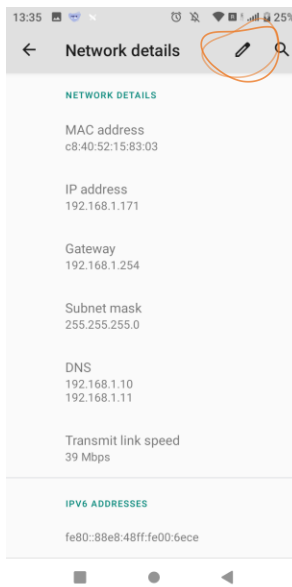 13:35
25%
Network details
NETWORK DETAILS
MAC address
c8:40:52:15:83:03
IP address
192.168.1.171
Gateway
192.168.1.254
Subnet mask
255.255.255.0
DNS
192.168.1.10
192.168.1.11
Transmit link speed
39 Mbps
IPV6 ADDRESSES
fe80::88e8:48ff:fe00:6ece